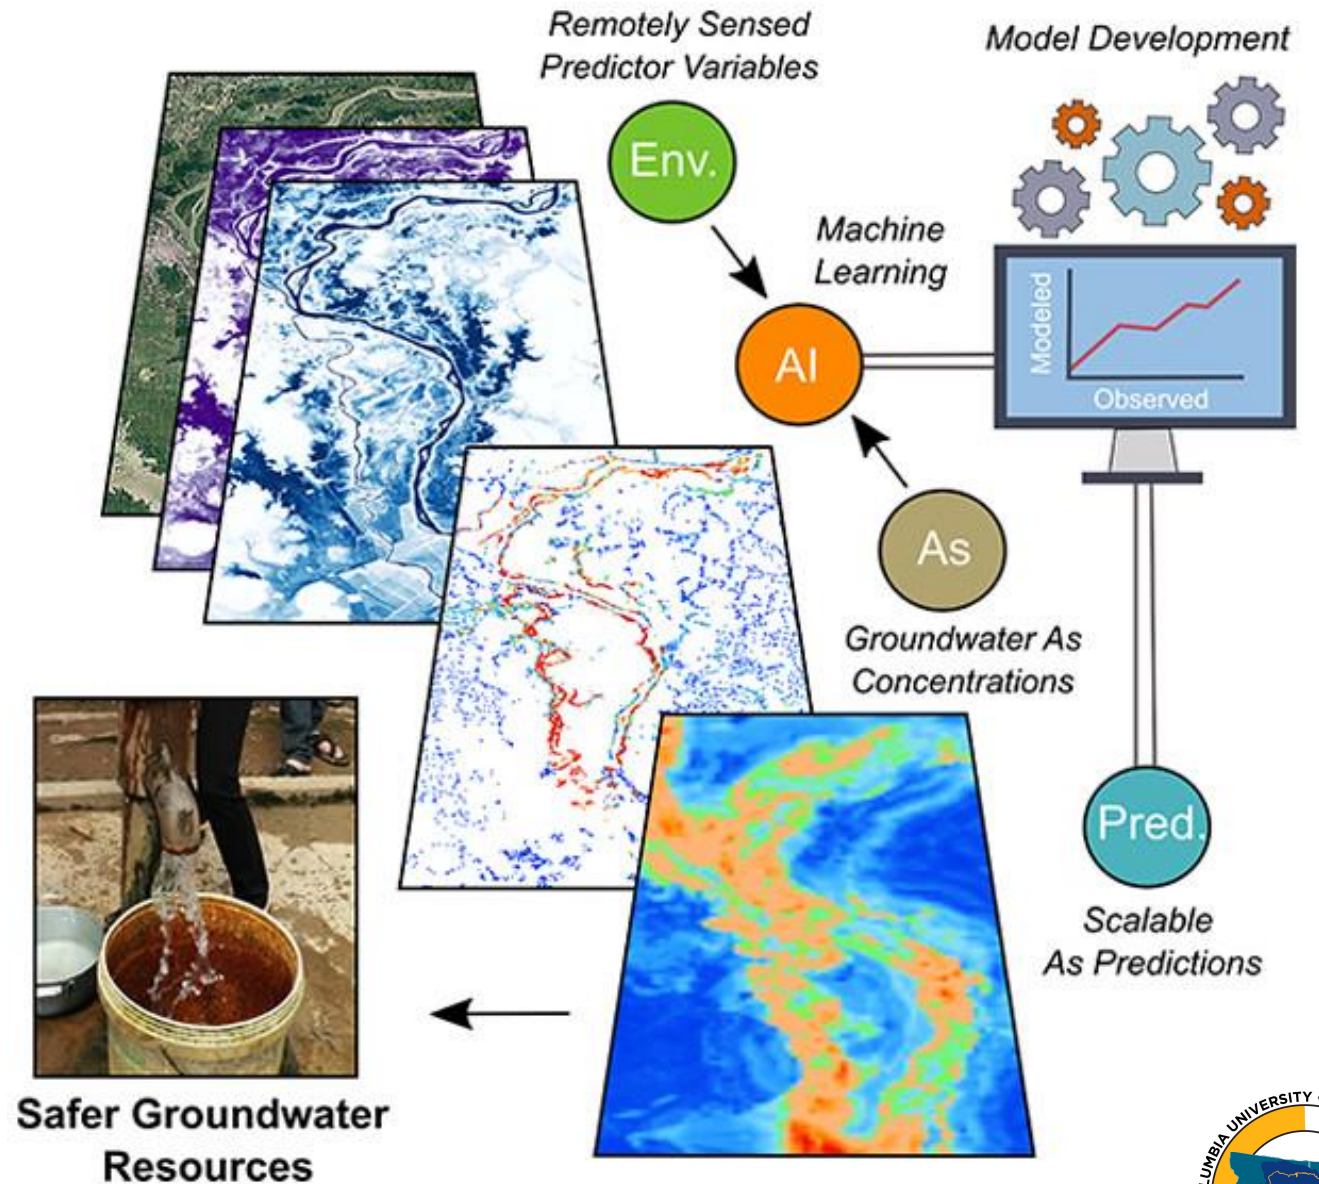 Remotely Sensed
Predictor Variables
Model Development
Env.
Machine
Learning
AI
Modeled
Observed
As
Groundwater As
Concentrations
Pred.
Scalable
As Predictions
Safer Groundwater
Resources
UNIVERSITY